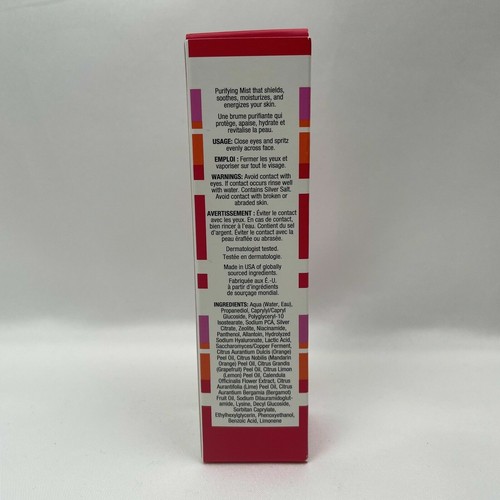 Purifying Mist that shields,
soothes, moisturizes, and
energizes your skin.
Une brume purifiante qui
protège, apaise, hydrate et
revitalise la peau.
USAGE: Close eyes and spritz
evenly across face.
EMPLOI : Fermer les yeux et
vaporiser sur tout le visage.
WARNINGS: Avoid contact with
eyes. If contact occurs rinse well
with water. Contains Silver Salt.
Avoid contact with broken or
abraded skin.
AVERTISSEMENT : Éviter le contact
avec les yeux. En cas de contact,
bien rincer à l'eau. Contient du sel
d'argent. Éviter le contact avec la
peau éraflée ou abrasée.
Dermatologist tested.
Testée en dermatologie.
Made in USA of globally
sourced ingredients.
Fabriquée aux É.-U.
à partir d'ingrédients
de sourçage mondial.
INGREDIENTS: Aqua (Water, Eau),
Propanediol, Caprylyl/Capryl
Glucoside, Polyglyceryl-10
Isostearate, Sodium PCA, Silver
Citrate, Zeolite, Niacinamide,
Panthenol, Allantoin, Hydrolyzed
Sodium Hyaluronate, Lactic Acid,
Saccharomyces/Copper Ferment,
Citrus Aurantium Dulcis (Orange)
Peel Oil, Citrus Nobilis (Mandarin
Orange) Peel Oil, Citrus Grandis
(Grapefruit) Peel Oil, Citrus Limon
(Lemon) Peel Oil, Calendula
Officinalis Flower Extract, Citrus
Aurantifolia (Lime) Peel Oil, Citrus
Aurantium Bergamia (Bergamot)
Fruit Oil, Sodium Dilauramidoglut-
amide, Lysine, Decyl Glucoside,
Sorbitan Caprylate,
Ethylhexylglycerin, Phenoxyethanol,
Benzoic Acid, Limonene